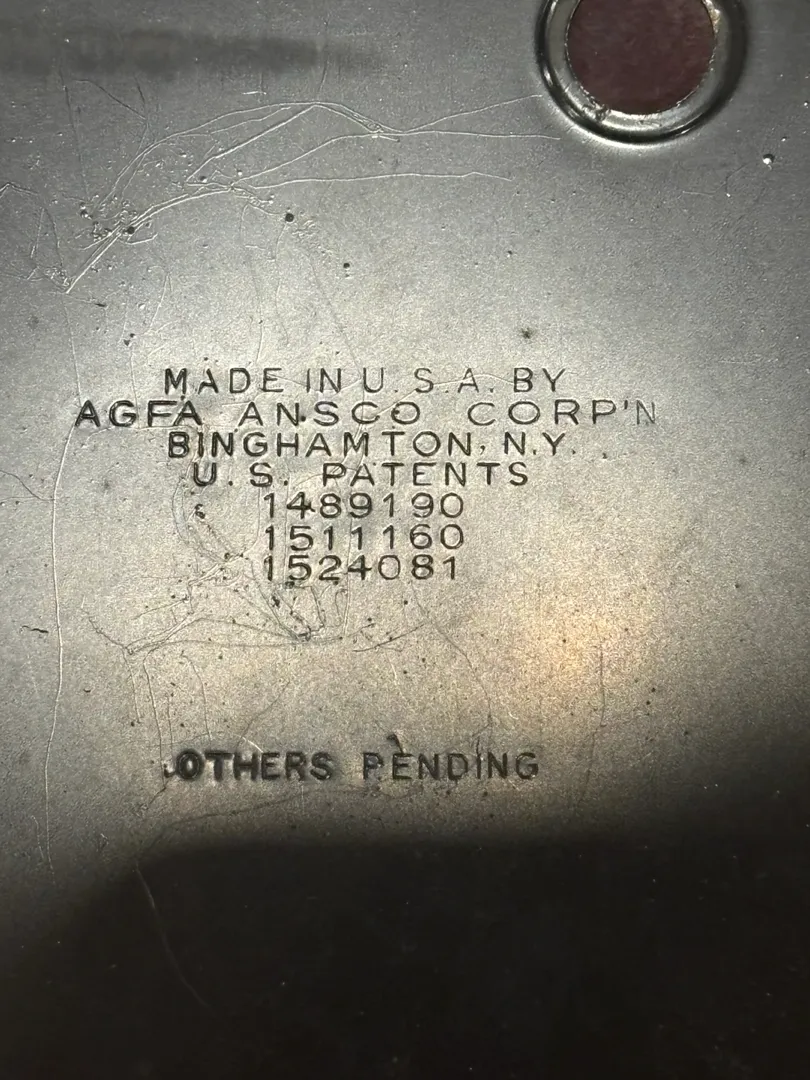 MADE IN U.S.A. BY
AGFA ANSCO CORP'N
BINGHAMTON, N.Y.
U.S. PATENTS
1489190
1511160
1524081
OTHERS PENDING